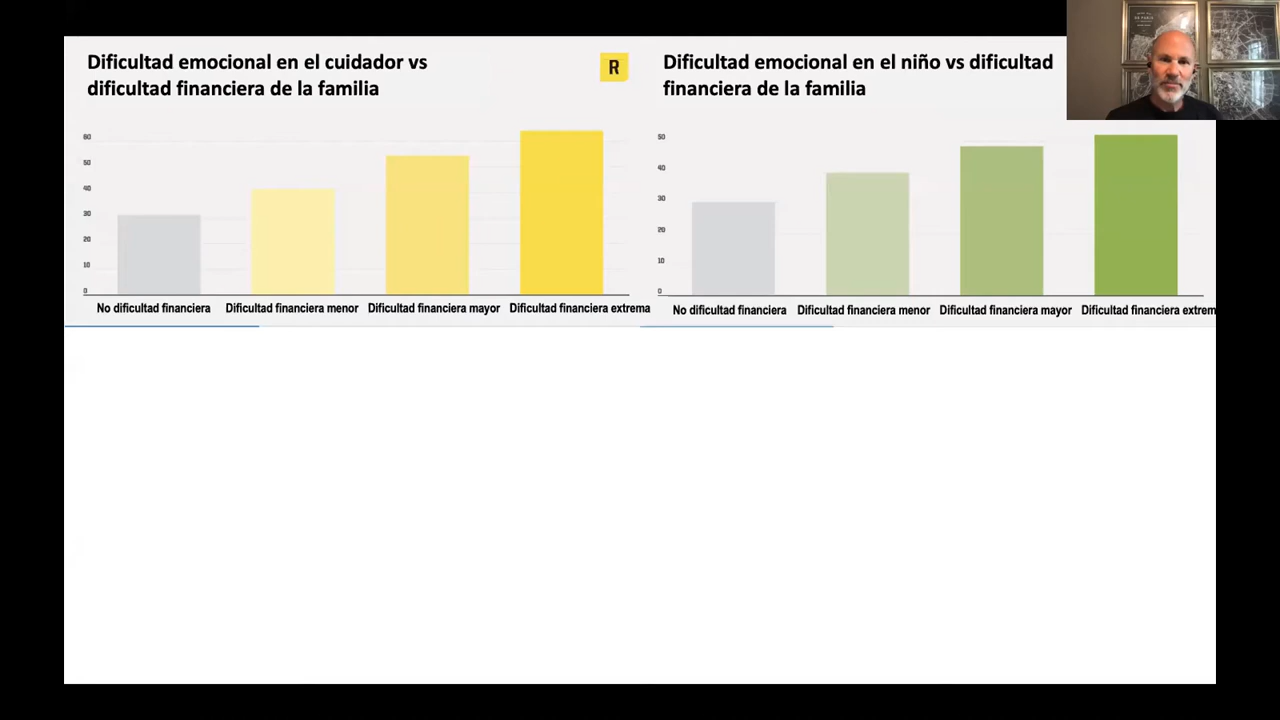 Dificultad emocional en el cuidador vs
dificultad financiera de la familia
R
60
50
40
30
20
10
0
No dificultad financiera
Dificultad financiera menor
Dificultad financiera mayor
Dificultad financiera extrema
Dificultad emocional en el niño vs dificultad
financiera de la familia
50
40
30
20
10
0
No dificultad financiera
Dificultad financiera menor
Dificultad financiera mayor
Dificultad financiera extrem
DE PARIS